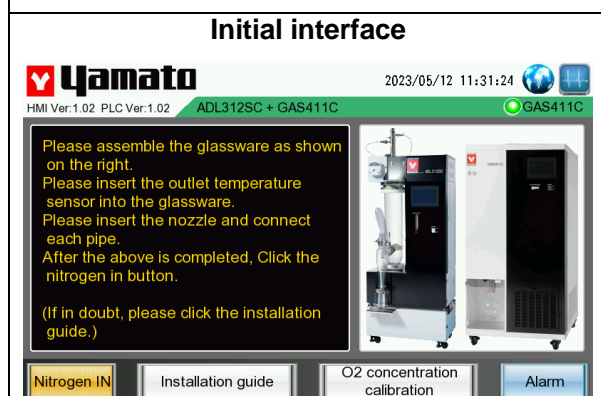 Initial interface
Yamato
2023/05/12 11:31:24
HMI Ver:1.02 PLC Ver:1.02
ADL312SC + GAS411C
GAS411C
Please assemble the glassware as shown
on the right.
Please insert the outlet temperature
sensor into the glassware.
Please insert the nozzle and connect
each pipe.
After the above is completed, Click the
nitrogen in button.
(If in doubt, please click the installation
guide.)
Nitrogen IN
Installation guide
O2 concentration
calibration
Alarm